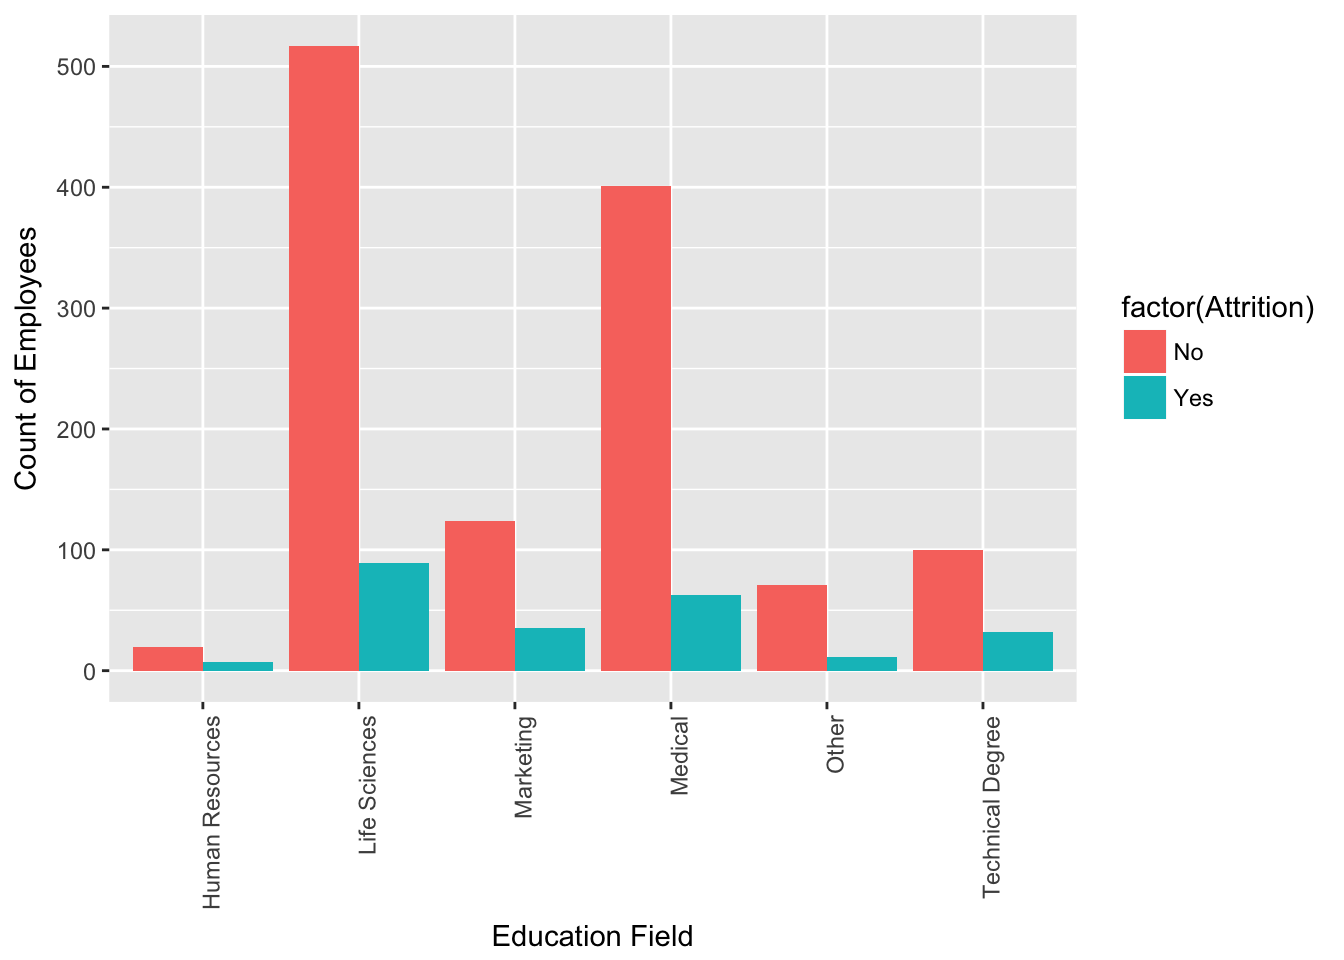 Count of Employees
500
400
300
200
100
0
Human Resources
Life Sciences
Marketing
Medical
Other
Technical Degree
Education Field
factor(Attrition)
No
Yes